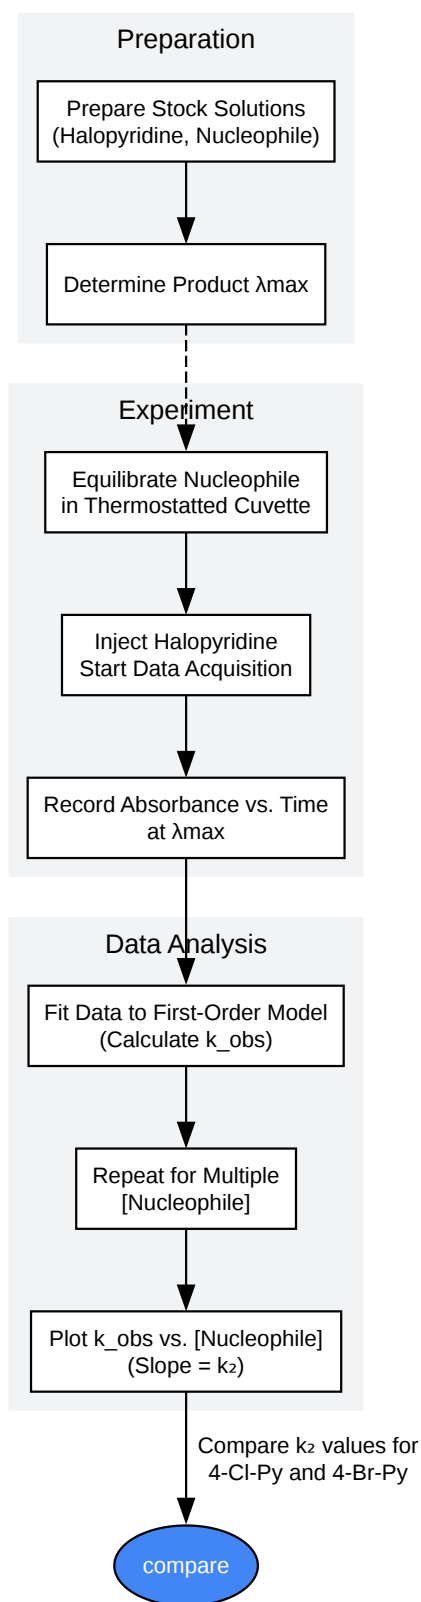 Preparation
Prepare Stock Solutions
(Halopyridine, Nucleophile)
Determine Product λmax
Experiment
Equilibrate Nucleophile
in Thermostatted Cuvette
Inject Halopyridine
Start Data Acquisition
Record Absorbance vs. Time
at λmax
Data Analysis
Fit Data to First-Order Model
(Calculate k_obs)
Repeat for Multiple
[Nucleophile]
Plot k_obs vs. [Nucleophile]
(Slope = k₂)
Compare k₂ values for
4-Cl-Py and 4-Br-Py
compare